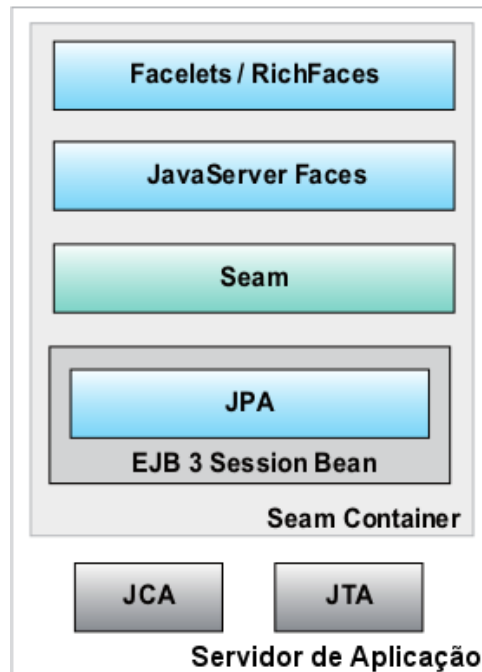 Facelets / RichFaces
JavaServer Faces
Seam
JPA
EJB 3 Session Bean
Seam Container
JCA
JTA
Servidor de Aplicação